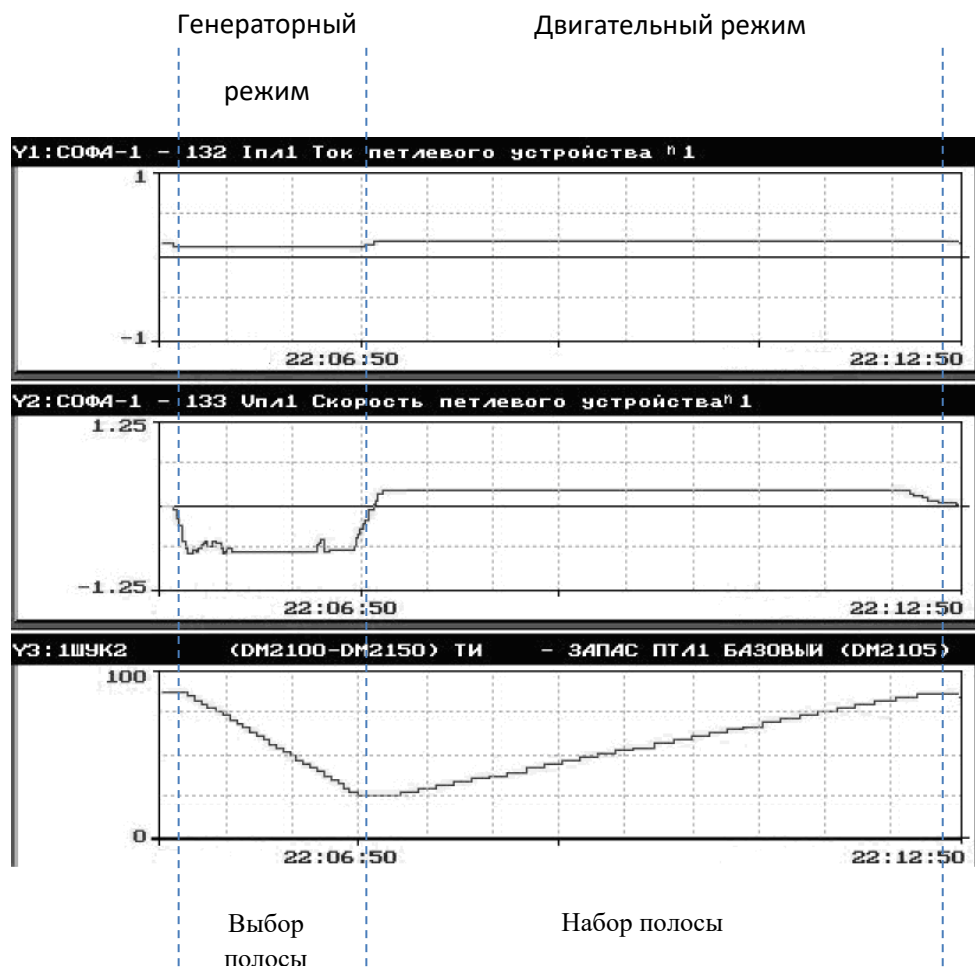 Генераторный Двигательный режим
режим
Y1:СОФА-1 - 132 Iпл1 Ток петлевого устройства п1
1
-1
22:06:50 22:12:50
Y2:СОФА-1 - 133 Vпл1 Скорость петлевого устройствап1
1.25
-1.25
22:06:50 22:12:50
Y3:1ШУК2 (DM2100-DM2150) ТИ - ЗАПАС ПТЛ1 БАЗОВЫЙ (DM2105)
100
0
22:06:50 22:12:50
Выбор Набор полосы
полосы